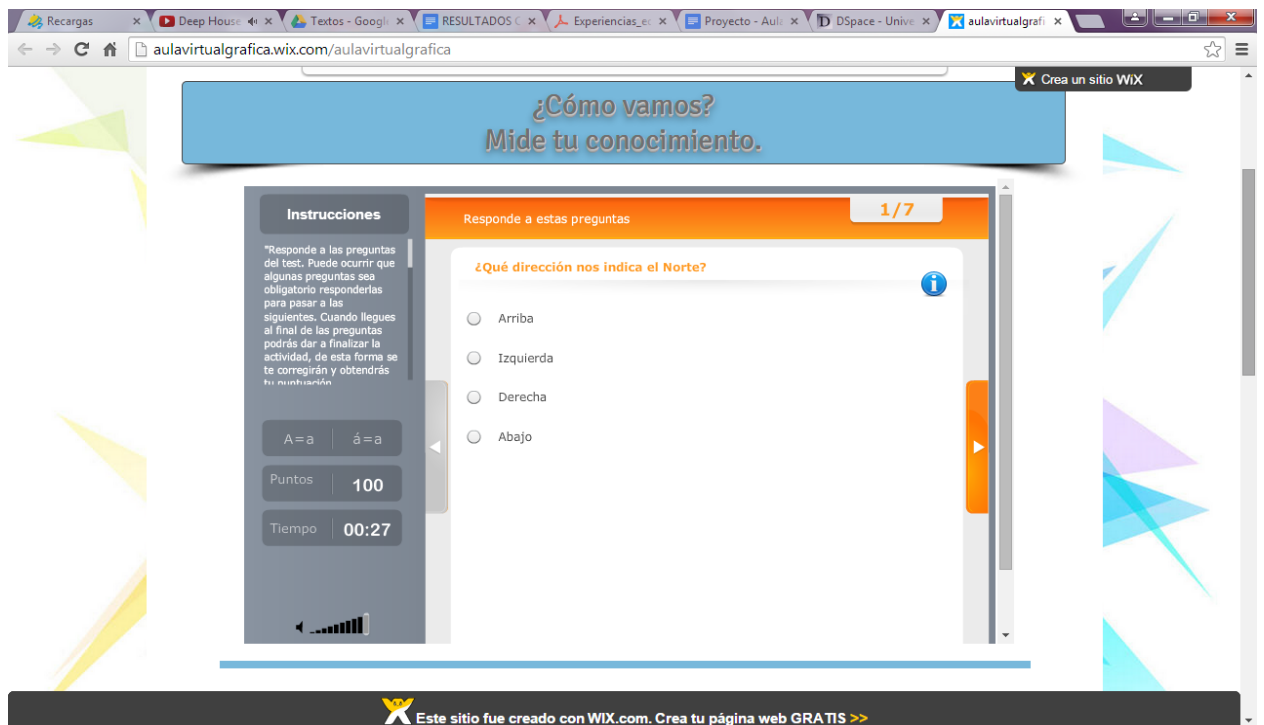 Recargas
Deep House
Textos - Googl
RESULTADOS C
Experiencias_ec
Proyecto - Aula
DSpace - Unive
aulavirtualgrafi
aulavirtualgrafica.wix.com/aulavirtualgrafica
Crea un sitio WiX
¿Cómo vamos?
Mide tu conocimiento.
Instrucciones
"Responde a las preguntas
del test. Puede ocurrir que
algunas preguntas sea
obligatorio responderlas
para pasar a las
siguientes. Cuando llegues
al final de las preguntas
podrás dar a finalizar la
actividad, de esta forma se
te corregirán y obtendrás
tu puntuación
A=a á=a
Puntos 100
Tiempo 00:27
Responde a estas preguntas
1/7
¿Qué dirección nos indica el Norte?
Arriba
Izquierda
Derecha
Abajo
Este sitio fue creado con WIX.com. Crea tu página web GRATIS >>